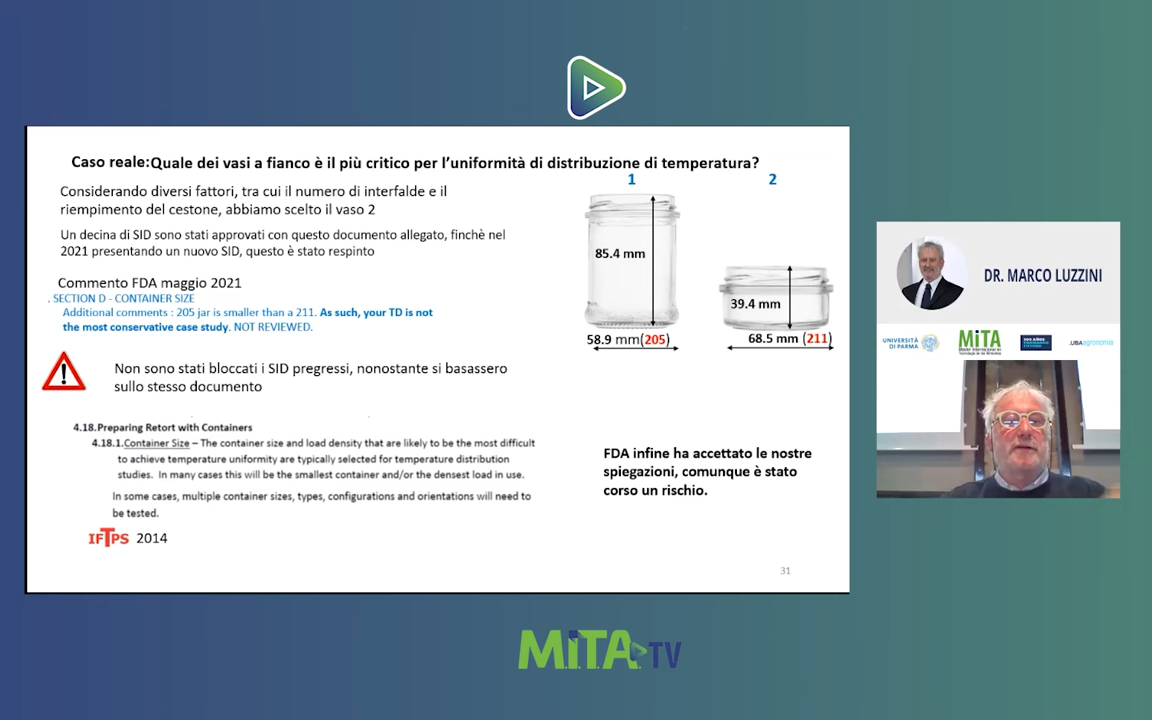 Caso reale:Quale dei vasi a fianco è il più critico per l'uniformità di distribuzione di temperatura?
1
2
Considerando diversi fattori, tra cui il numero di interfalde e il
riempimento del cestone, abbiamo scelto il vaso 2
Un decina di SID sono stati approvati con questo documento allegato, finchè nel
2021 presentando un nuovo SID, questo è stato respinto
Commento FDA maggio 2021
. SECTION D - CONTAINER SIZE
Additional comments : 205 jar is smaller than a 211. As such, your TD is not
the most conservative case study. NOT REVIEWED.
85.4 mm
39.4 mm
58.9 mm(205)
68.5 mm (211)
Non sono stati bloccati i SID pregressi, nonostante si basassero
sullo stesso documento
4.18.Preparing Retort with Containers
4.18.1.Container Size – The container size and load density that are likely to be the most difficult
to achieve temperature uniformity are typically selected for temperature distribution
studies. In many cases this will be the smallest container and/or the densest load in use.
In some cases, multiple container sizes, types, configurations and orientations will need to
be tested.
IFTPS 2014
FDA infine ha accettato le nostre
spiegazioni, comunque è stato
corso un rischio.
31
DR. MARCO LUZZINI
UNIVERSITÀ
DI PARMA
MiTA
.UBAagronomia
M.I.T.A. TV